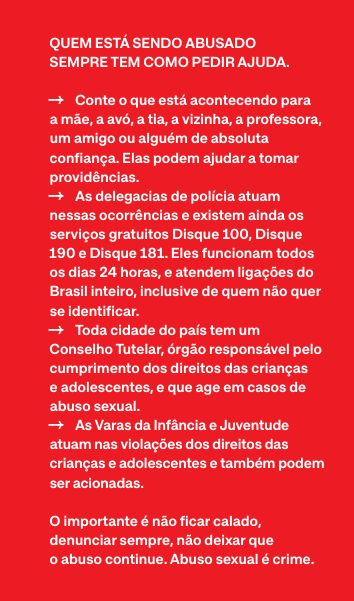 QUEM ESTÁ SENDO ABUSADO
SEMPRE TEM COMO PEDIR AJUDA.
→ Conte o que está acontecendo para
a mãe, a avó, a tia, a vizinha, a professora,
um amigo ou alguém de absoluta
confiança. Elas podem ajudar a tomar
providências.
→ As delegacias de polícia atuam
nessas ocorrências e existem ainda os
serviços gratuitos Disque 100, Disque
190 e Disque 181. Eles funcionam todos
os dias 24 horas, e atendem ligações do
Brasil inteiro, inclusive de quem não quer
se identificar.
→ Toda cidade do país tem um
Conselho Tutelar, órgão responsável pelo
cumprimento dos direitos das crianças
e adolescentes, e que age em casos de
abuso sexual.
→ As Varas da Infância e Juventude
atuam nas violações dos direitos das
crianças e adolescentes e também podem
ser acionadas.
O importante é não ficar calado,
denunciar sempre, não deixar que
o abuso continue. Abuso sexual é crime.